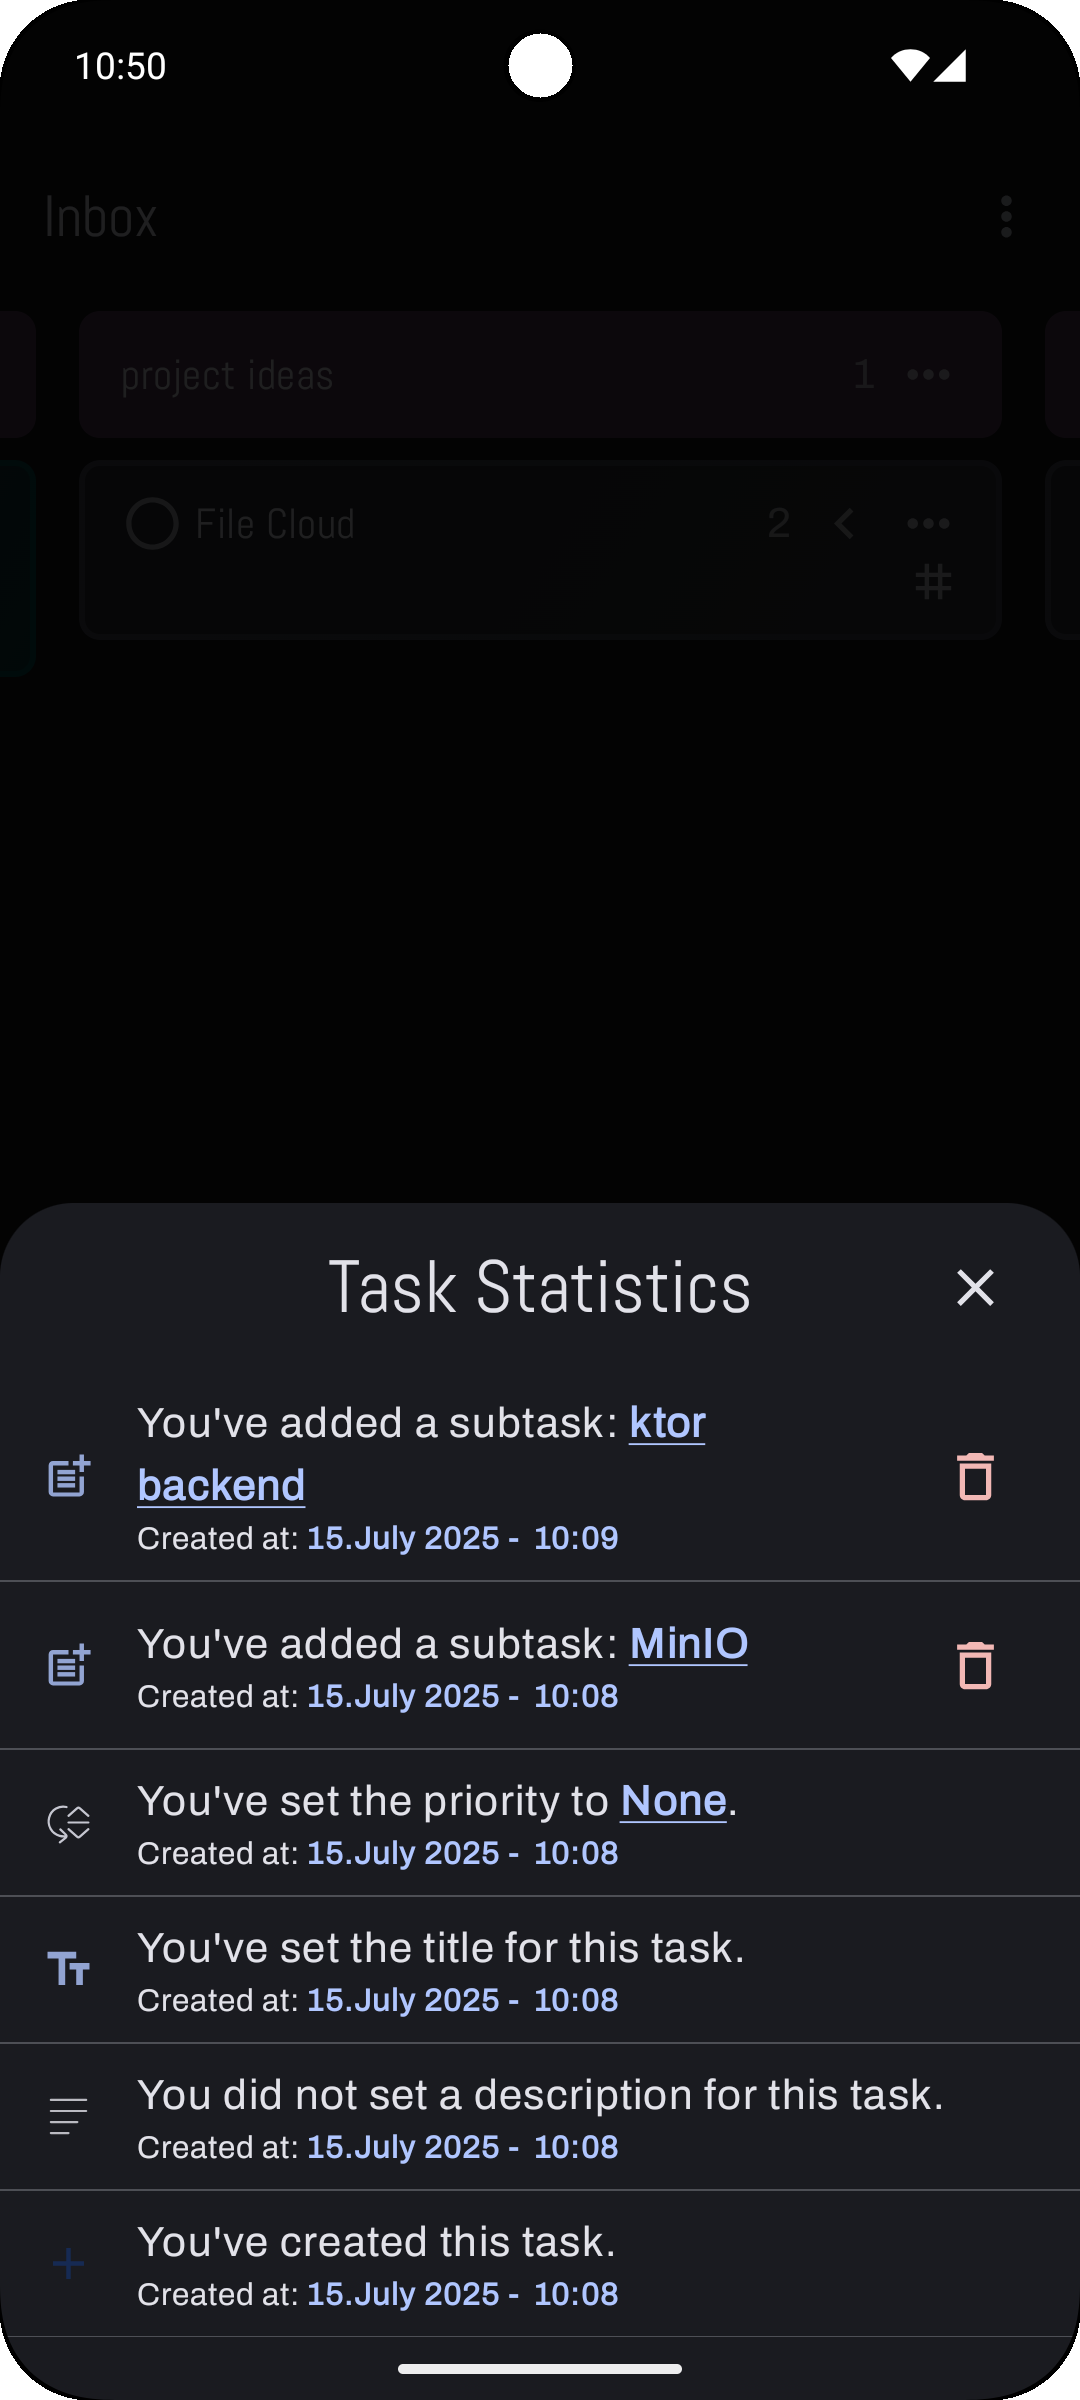 10:50
Inbox
project ideas 1
File Cloud 2
Task Statistics
You've added a subtask: ktor
backend
Created at: 15.July 2025 - 10:09
You've added a subtask: MinIO
Created at: 15.July 2025 - 10:08
You've set the priority to None.
Created at: 15.July 2025 - 10:08
You've set the title for this task.
Created at: 15.July 2025 - 10:08
You did not set a description for this task.
Created at: 15.July 2025 - 10:08
You've created this task.
Created at: 15.July 2025 - 10:08